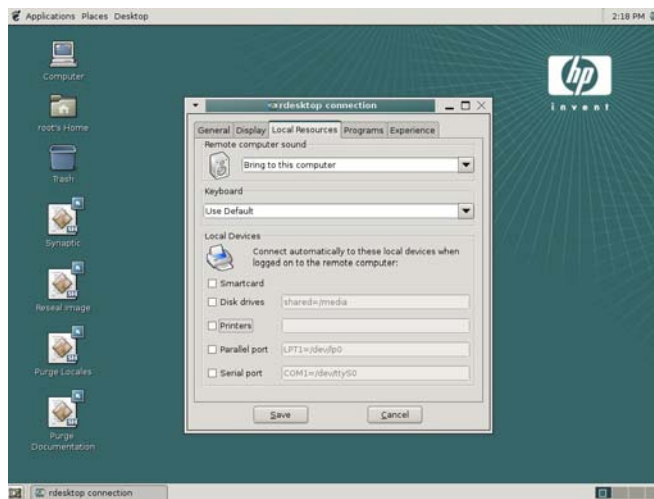 Applications Places Desktop
2:18 PM
Computer
root's Home
Trash
Synaptic
Reseal Image
Purge Locales
Purge
Documentation
hp
invent
rdesktop connection
General Display Local Resources Programs Experience
Remote computer sound
Bring to this computer
Keyboard
Use Default
Local Devices
Connect automatically to these local devices when
logged on to the remote computer:
Smartcard
Disk drives shared=/media
Printers
Parallel port LPT1=/dev/lp0
Serial port COM1=/dev/ttyS0
Save Cancel
rdesktop connection